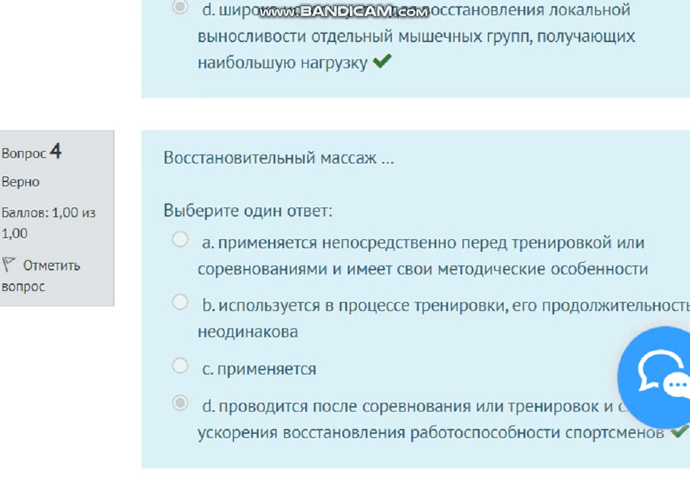 www.BANDICAM.com
d. широ восстановления локальной
выносливости отдельный мышечных групп, получающих
наибольшую нагрузку
Вопрос 4
Верно
Баллов: 1,00 из
1,00
Отметить
вопрос
Восстановительный массаж ...
Выберите один ответ:
a. применяется непосредственно перед тренировкой или
соревнованиями и имеет свои методические особенности
b. используется в процессе тренировки, его продолжительность
неодинакова
c. применяется
d. проводится после соревнования или тренировок и с
ускорения восстановления работоспособности спортсменов